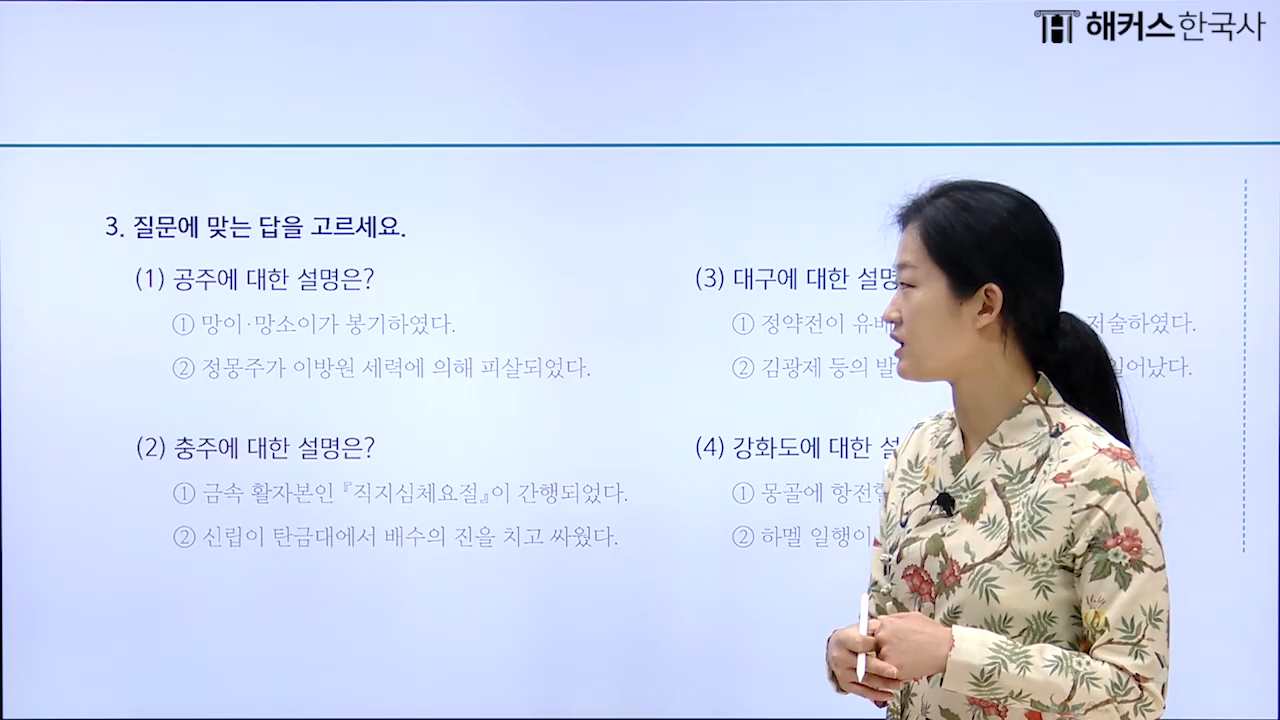 해커스한국사
3. 질문에 맞는 답을 고르세요.
(1) 공주에 대한 설명은?
① 망이·망소이가 봉기하였다.
② 정몽주가 이방원 세력에 의해 피살되었다.
(2) 충주에 대한 설명은?
① 금속 활자본인 『직지심체요절』이 간행되었다.
② 신립이 탄금대에서 배수의 진을 치고 싸웠다.
(3) 대구에 대한 설명
① 정약전이 유배 저술하였다.
② 김광제 등의 발 일어났다.
(4) 강화도에 대한 설
① 몽골에 항전할
② 하멜 일행이